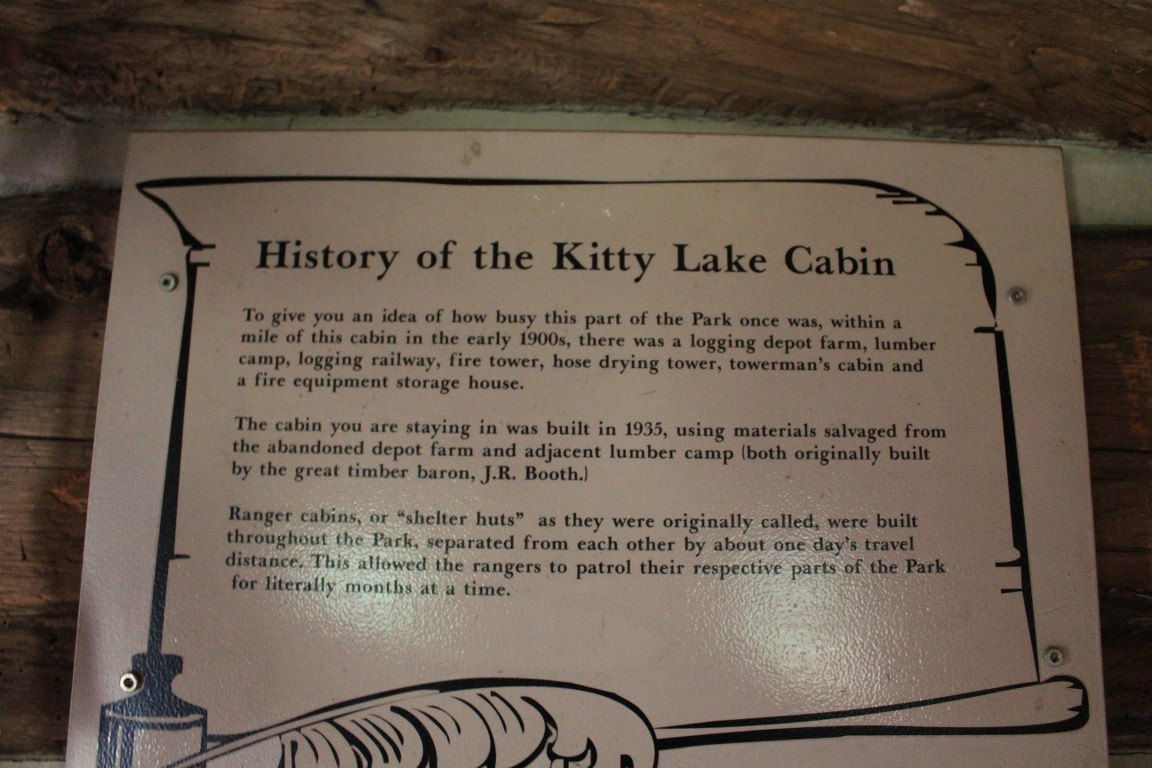 History of the Kitty Lake Cabin
To give you an idea of how busy this part of the Park once was, within a
mile of this cabin in the early 1900s, there was a logging depot farm, lumber
camp, logging railway, fire tower, hose drying tower, towerman's cabin and
a fire equipment storage house.
The cabin you are staying in was built in 1935, using materials salvaged from
the abandoned depot farm and adjacent lumber camp (both originally built
by the great timber baron, J.R. Booth.)
Ranger cabins, or “shelter huts” as they were originally called, were built
throughout the Park, separated from each other by about one day's travel
distance. This allowed the rangers to patrol their respective parts of the Park
for literally months at a time.